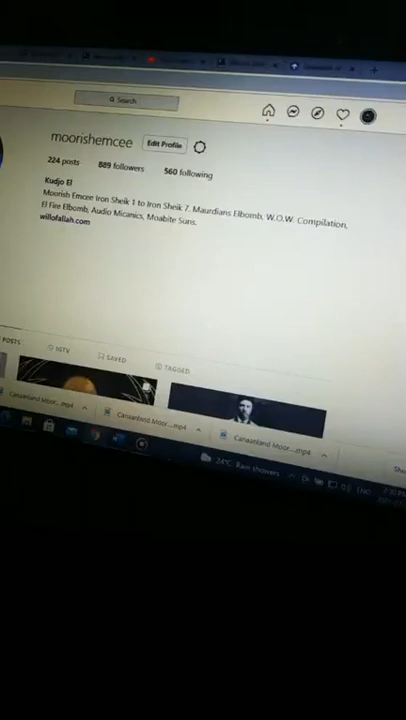 Search
moorishemcee Edit Profile
224 posts 889 followers 560 following
Kudjo El
Moorish Emcee Iron Sheik 1 to Iron Sheik 7. Maurdians Elbomb, W.O.W. Compilation,
El Fire Elbomb, Audio Micanics, Moabite Suns.
willofallah.com
POSTS IGTV SAVED TAGGED
Canaanland Moor....mp4 Canaanland Moor....mp4 Canaanland Moor....mp4
24°C Rain showers ENG